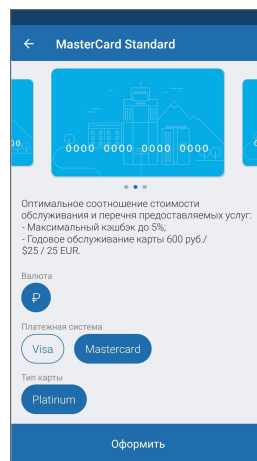 MasterCard Standard
0000 0000 0000 0000
Оптимальное соотношение стоимости
обслуживания и перечня предоставляемых услуг:
- Максимальный кэшбэк до 5%;
- Годовое обслуживание карты 600 руб./
$25 / 25 EUR.
Валюта
₽
Платежная система
Visa Mastercard
Тип карты
Platinum
Оформить